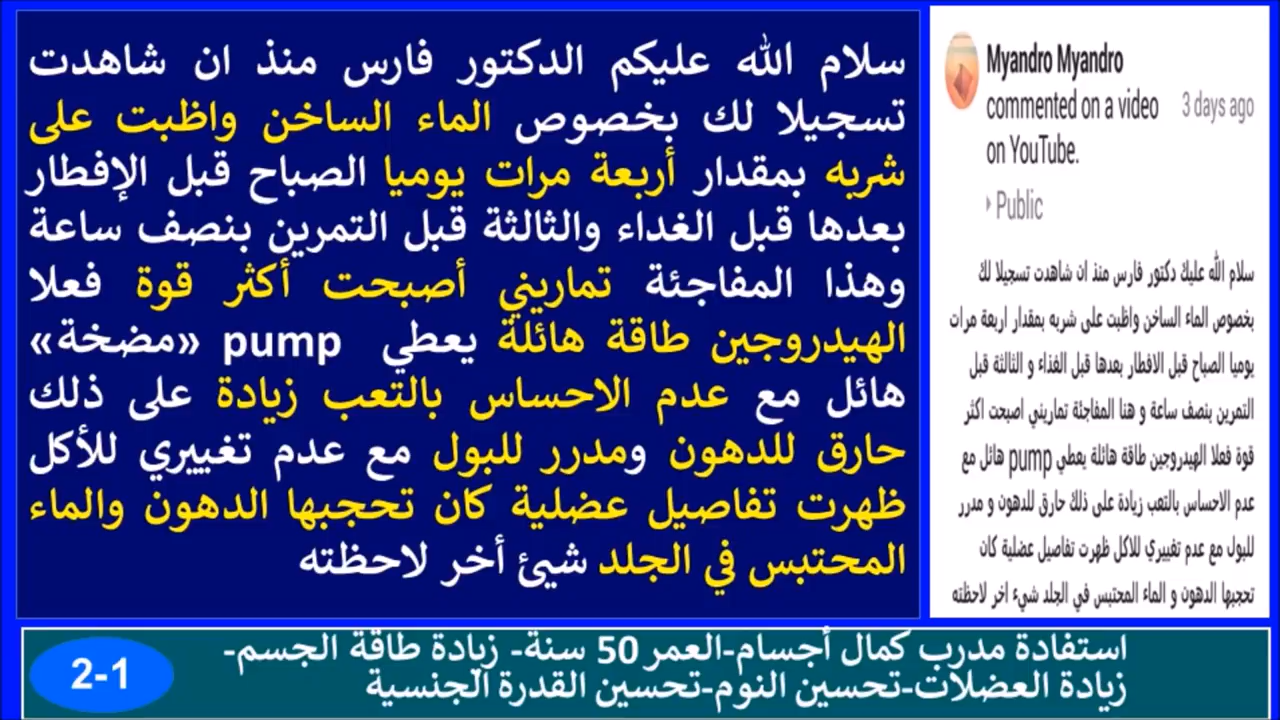 سلام الله عليكم الدكتور فارس منذ ان شاهدت
تسجيلا لك بخصوص الماء الساخن واظبت على
شربه بمقدار أربعة مرات يوميا الصباح قبل الإفطار
بعدها قبل الغداء والثالثة قبل التمرين بنصف ساعة
وهذا المفاجئة تماريني أصبحت أكثر قوة فعلا
الهيدروجين طاقة هائلة يعطي pump «مضخة»
هائل مع عدم الاحساس بالتعب زيادة على ذلك
حارق للدهون ومدرر للبول مع عدم تغييري للأكل
ظهرت تفاصيل عضلية كان تحجبها الدهون والماء
المحتبس في الجلد شيئ أخر لاحظته
Myandro Myandro
commented on a video
on YouTube.
3 days ago
Public
سلام الله عليك دكتور فارس منذ ان شاهدت تسجيلا لك
بخصوص الماء الساخن واظبت على شربه بمقدار اربعة مرات
يوميا الصباح قبل الافطار بعدها قبل الغذاء و الثالثة قبل
التمرين بنصف ساعة و هنا المفاجئة تماريني اصبحت اكثر
قوة فعلا الهيدروجين طاقة هائلة يعطي pump هائل مع
عدم الاحساس بالتعب زيادة على ذلك حارق للدهون و مدرر
للبول مع عدم تغييري للاكل ظهرت تفاصيل عضلية كان
تحجبها الدهون و الماء المحتبس في الجلد شيء اخر لاحظته
استفادة مدرب كمال أجسام-العمر 50 سنة- زيادة طاقة الجسم-
زيادة العضلات-تحسين النوم-تحسين القدرة الجنسية
2-1